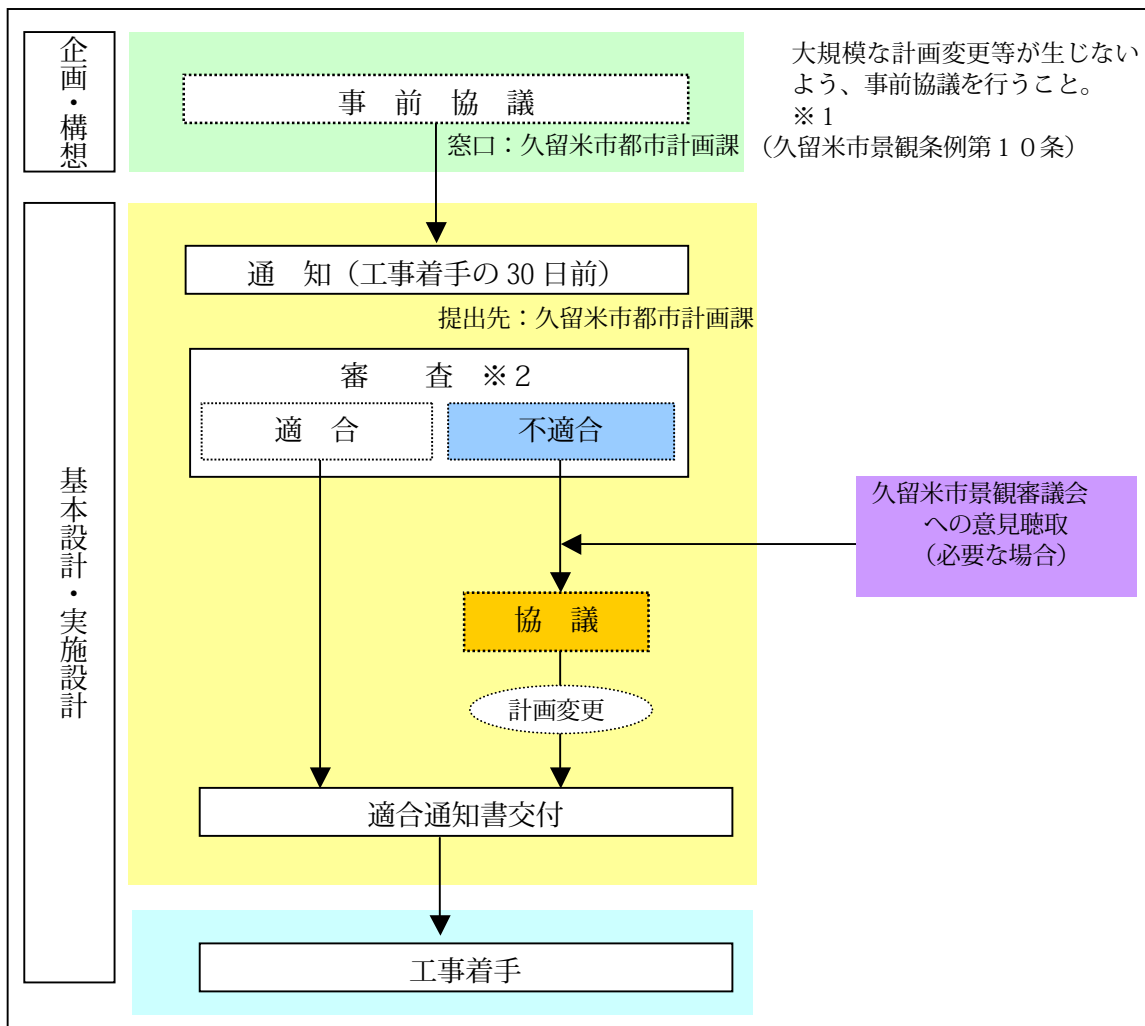 企画・構想
事　前　協　議
窓口：久留米市都市計画課
大規模な計画変更等が生じない
よう、事前協議を行うこと。
※１
（久留米市景観条例第１０条）
基本設計・実施設計
通　知（工事着手の 30 日前）
提出先：久留米市都市計画課
審　　査　※２
適　合
不適合
久留米市景観審議会
への意見聴取
（必要な場合）
協　議
計画変更
適合通知書交付
工事着手